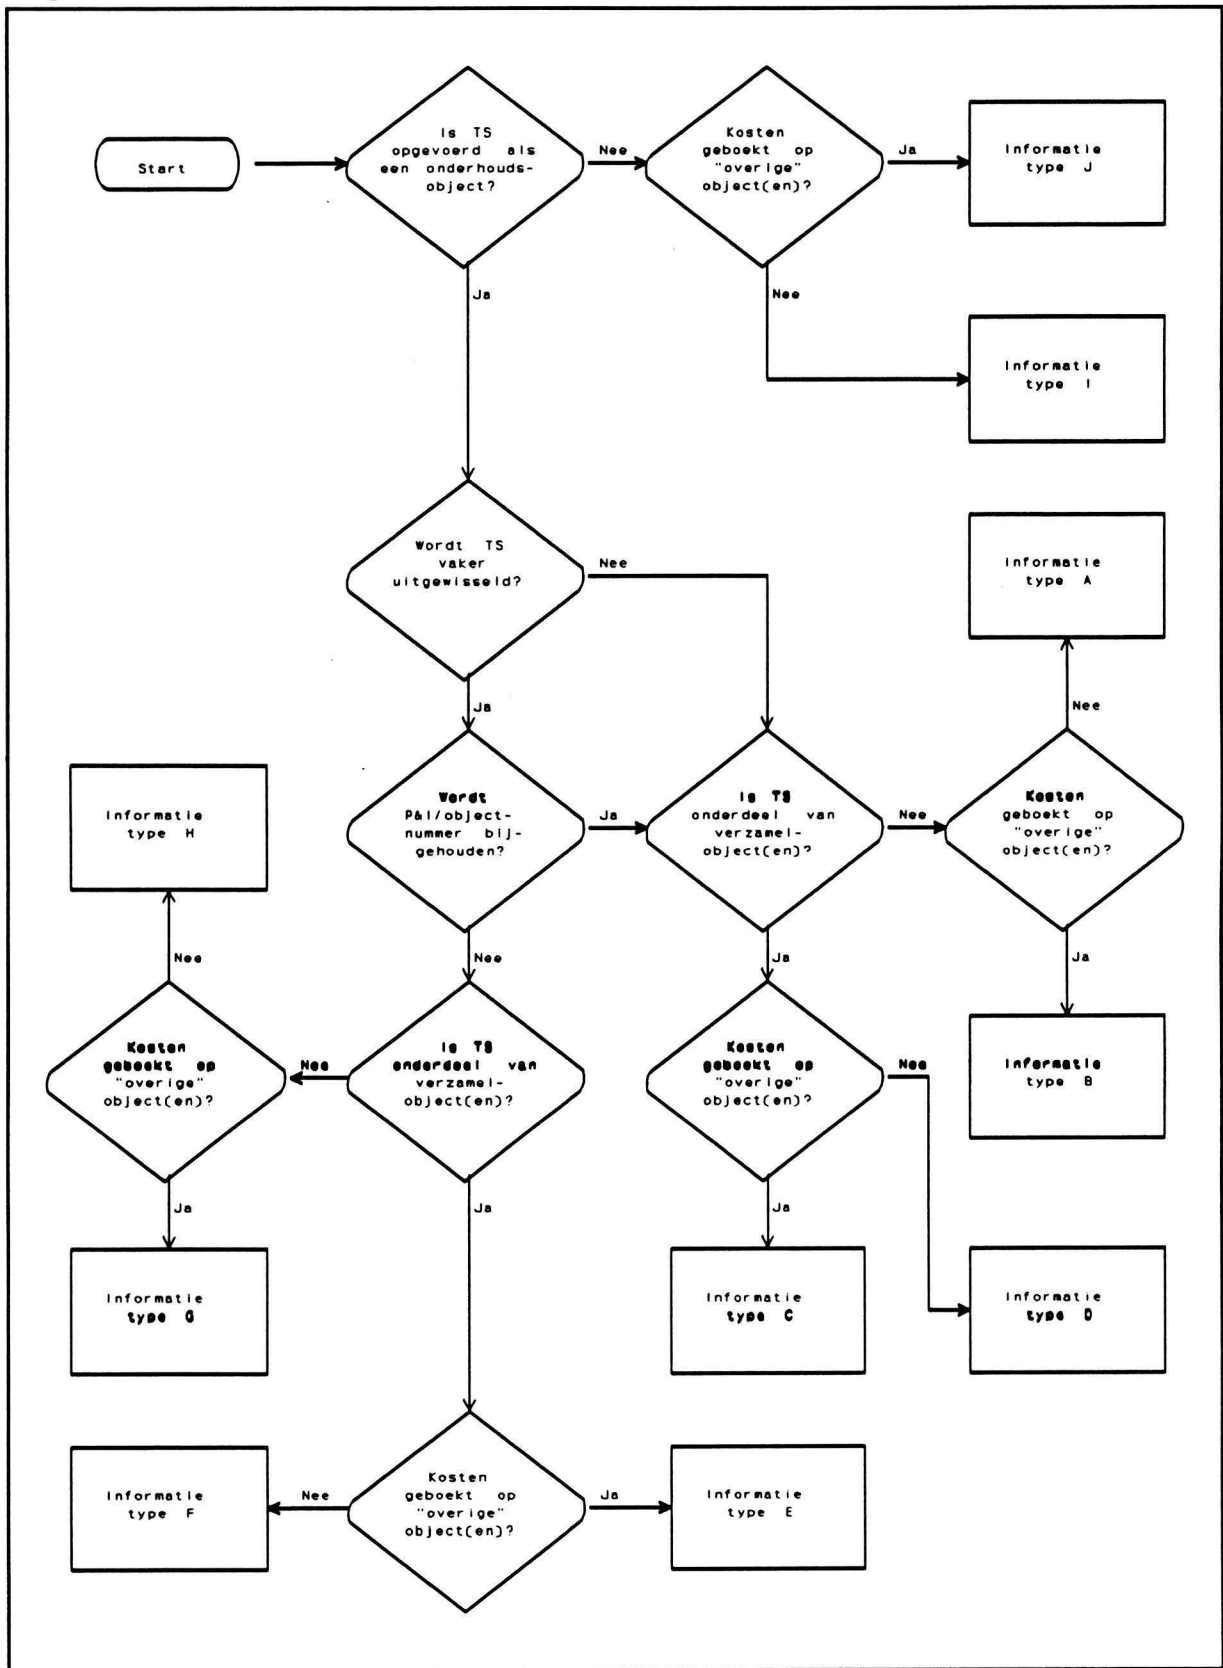 Start
Is TS
opgevoerd als
een onderhouds-
object?
Nee
Kosten
geboekt op
"overige"
object(en)?
Ja
Informatie
type J
Ja
Nee
Informatie
type I
Wordt TS
vaker
uitgewisseld?
Nee
Informatie
type A
Ja
Nee
Informatie
type H
Wordt
P&I/object-
nummer bij-
gehouden?
Ja
Is TS
onderdeel van
verzamel-
object(en)?
Nee
Kosten
geboekt op
"overige"
object(en)?
Nee
Nee
Ja
Ja
Kosten
geboekt op
"overige"
object(en)?
Nee
Is TS
onderdeel van
verzamel-
object(en)?
Kosten
geboekt op
"overige"
object(en)?
Nee
Informatie
type B
Ja
Ja
Ja
Informatie
type G
Informatie
type C
Informatie
type D
Informatie
type F
Nee
Kosten
geboekt op
"overige"
object(en)?
Ja
Informatie
type E